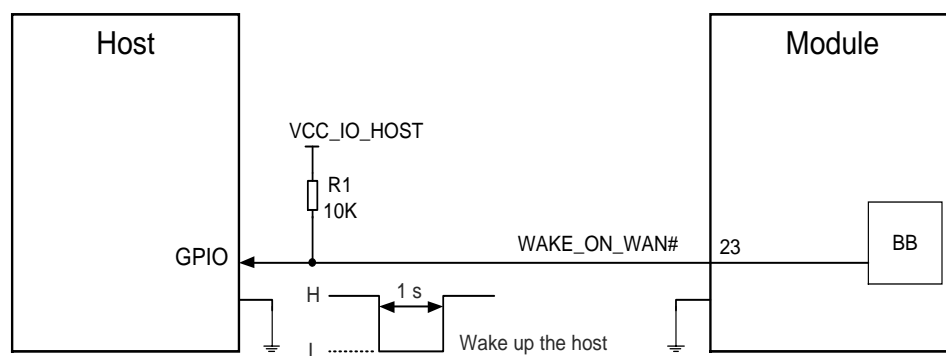 Host
Module
VCC_IO_HOST
R1
10K
GPIO
WAKE_ON_WAN#
23
BB
H
1 s
L
Wake up the host